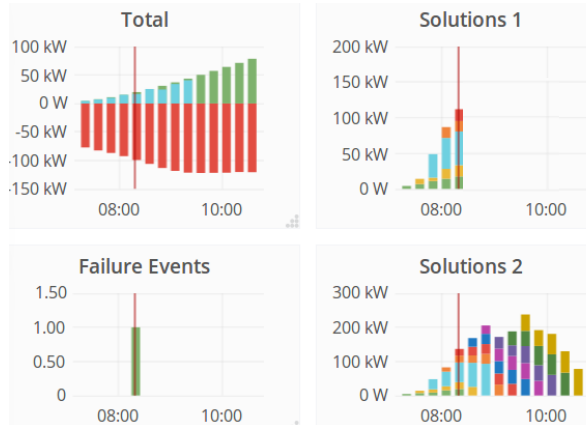 Total
100 kW
50 kW
0 W
-50 kW
-100 kW
-150 kW
08:00 10:00
Solutions 1
200 kW
150 kW
100 kW
50 kW
0 W
08:00 10:00
Failure Events
1.50
1.00
0.50
0
08:00 10:00
Solutions 2
300 kW
200 kW
100 kW
0 W
08:00 10:00